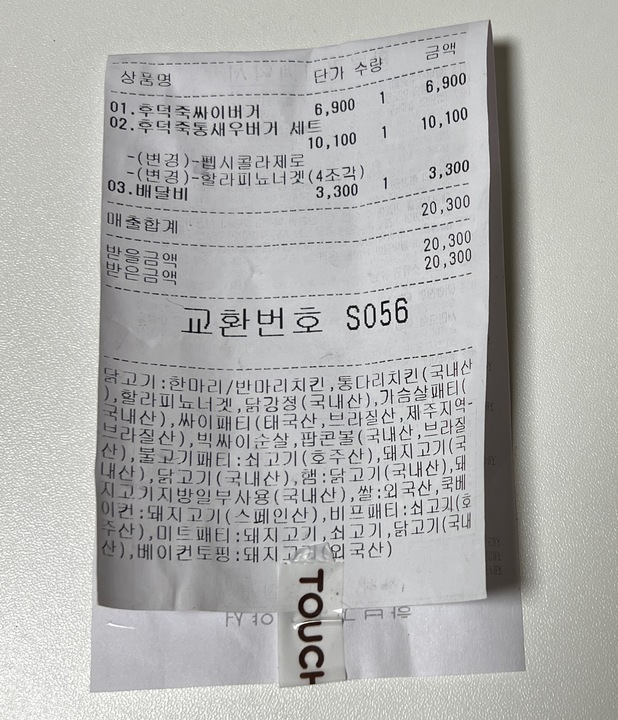 상품명 단가 수량 금액
01.후덕죽싸이버거 6,900 1 6,900
02.후덕죽통새우버거 세트
10,100 1 10,100
-(변경)-펩시콜라제로
-(변경)-할라피뇨너겟(4조각)
03.배달비 3,300 1 3,300
매출합계 20,300
받을금액 20,300
받은금액 20,300
교환번호 S056
닭고기:한마리/반마리치킨,통다리치킨(국내산
),할라피뇨너겟,닭강정(국내산),가슴살패티(
국내산),싸이패티(태국산,브라질산,제주지역-
브라질산),빅싸이순살,팝콘볼(국내산,브라질
산),불고기패티:쇠고기(호주산),돼지고기(국
내산),닭고기(국내산),햄:닭고기(국내산),돼
지고기지방일부사용(국내산),쌀:외국산,쿡베
이컨:돼지고기(스페인산),비프패티:쇠고기(호
주산),미트패티:돼지고기,쇠고기,닭고기(국내
산),베이컨토핑:돼지고 외국산)
TOUCH